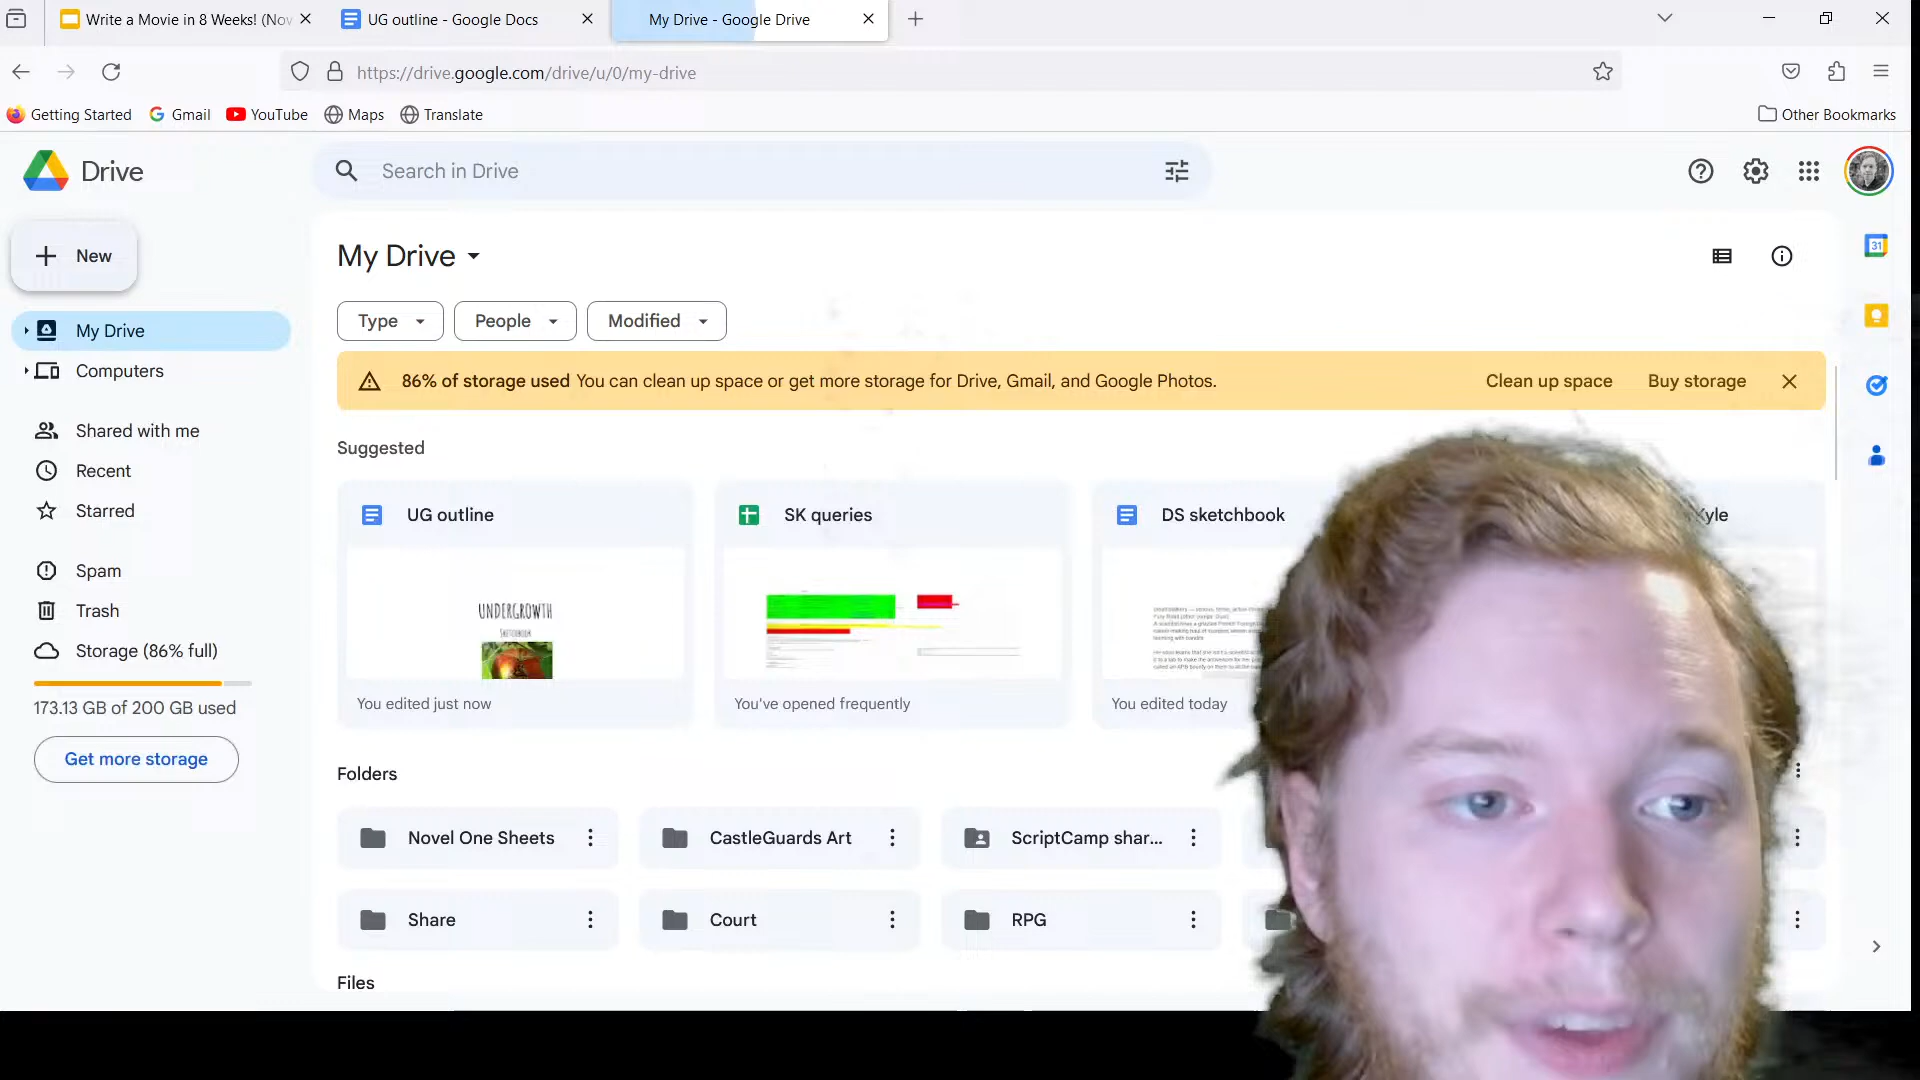 Write a Movie in 8 Weeks! (Nov
UG outline - Google Docs
My Drive - Google Drive
https://drive.google.com/drive/u/0/my-drive
Getting Started
Gmail
YouTube
Maps
Translate
Other Bookmarks
Drive
Search in Drive
New
My Drive
Computers
Shared with me
Recent
Starred
Spam
Trash
Storage (86% full)
173.13 GB of 200 GB used
Get more storage
My Drive
Type
People
Modified
86% of storage used You can clean up space or get more storage for Drive, Gmail, and Google Photos.
Clean up space
Buy storage
Suggested
UG outline
UNDERGROWTH
SKETCHBOOK
You edited just now
SK queries
You've opened frequently
DS sketchbook
You edited today
Folders
Novel One Sheets
CastleGuards Art
ScriptCamp shar...
Share
Court
RPG
Files
31